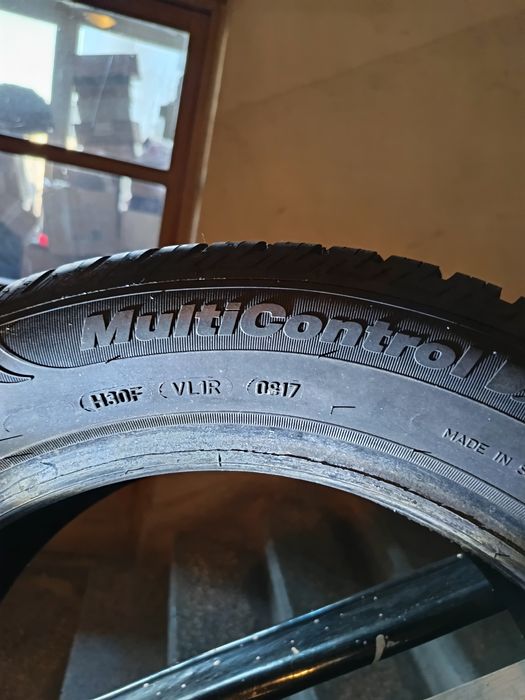 MultiControl
H30F VL1R 0817
MADE IN S